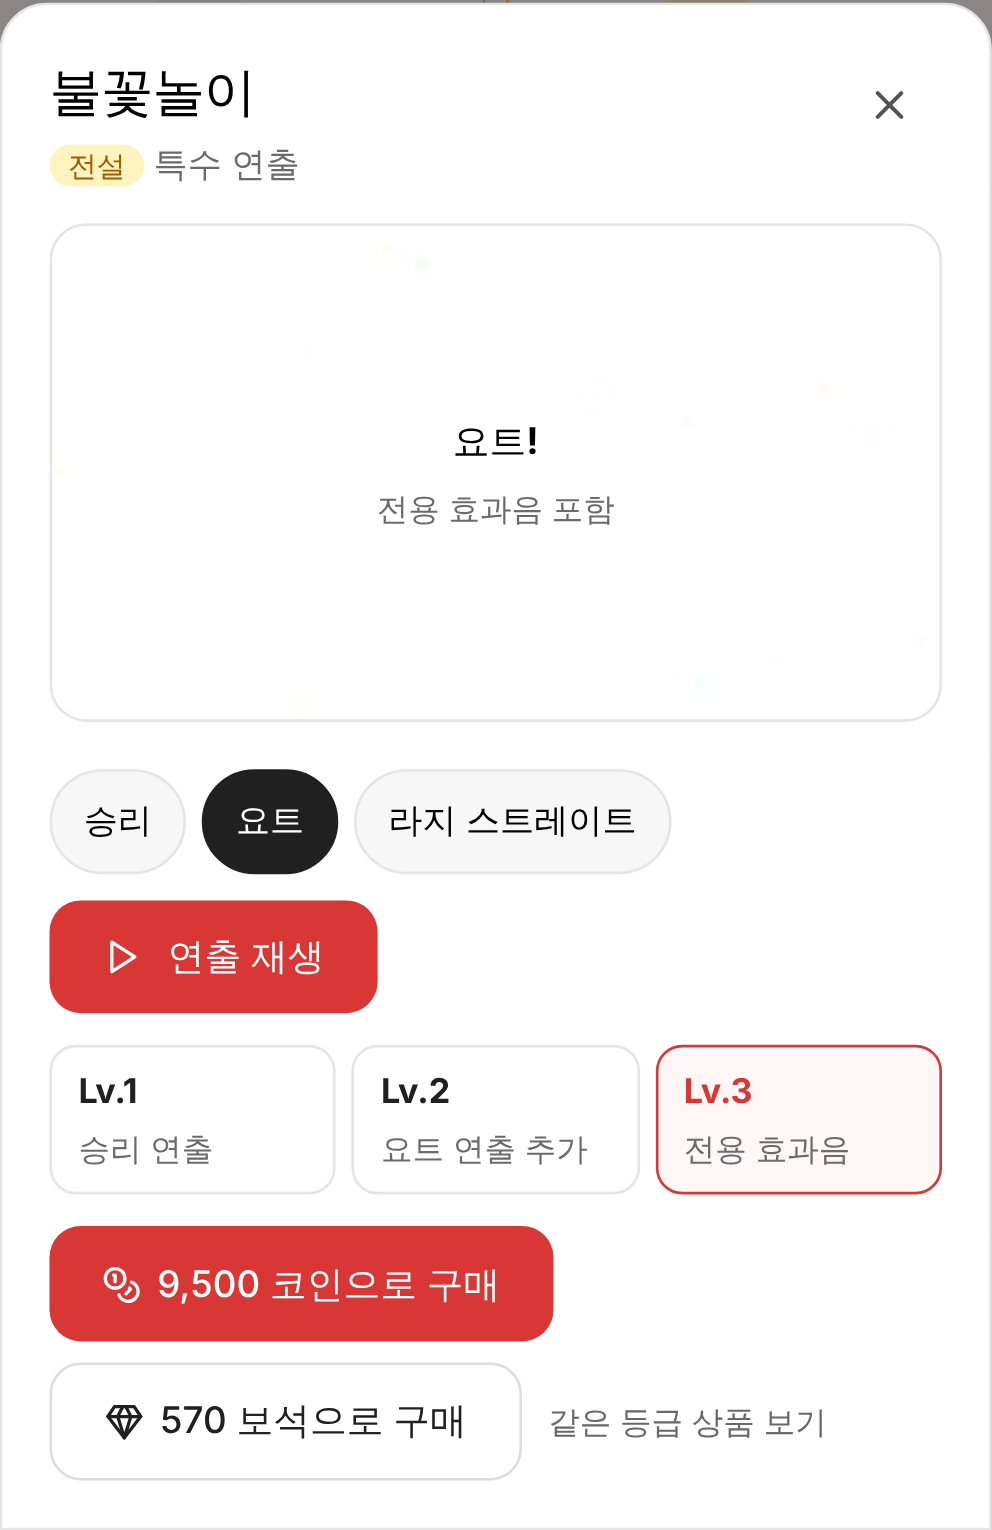 불꽃놀이
전설 특수 연출
요트!
전용 효과음 포함
승리 요트 라지 스트레이트
연출 재생
Lv.1 Lv.2 Lv.3
승리 연출 요트 연출 추가 전용 효과음
9,500 코인으로 구매
570 보석으로 구매 같은 등급 상품 보기